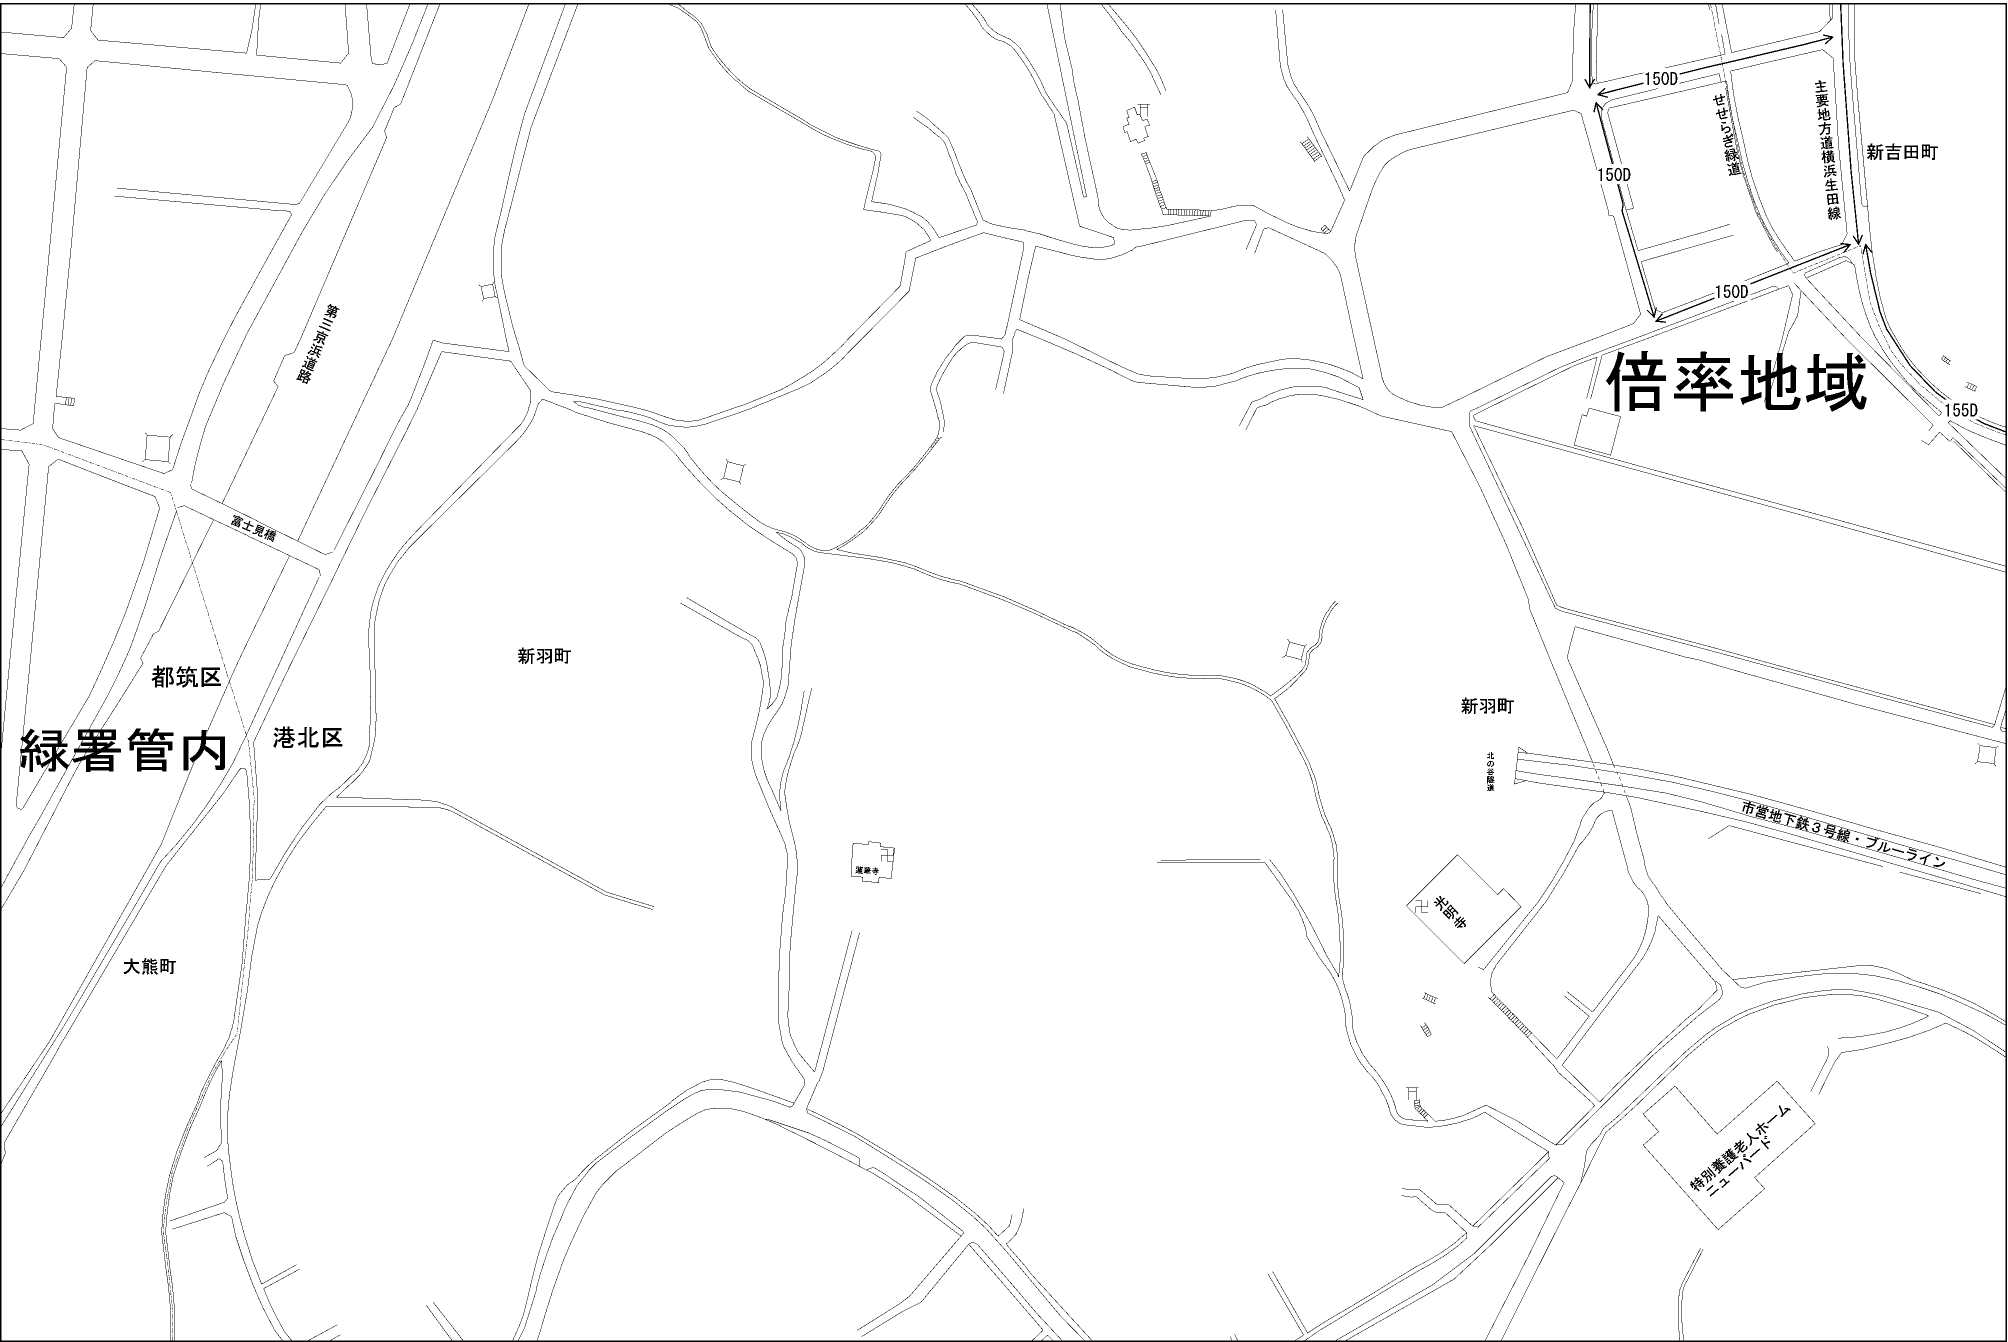 150D
主要地方道横浜生田線
せせらぎ緑道
新吉田町
150D
150D
第三京浜道路
倍率地域
155D
富士見橋
新羽町
都筑区
新羽町
緑署管内
港北区
北の谷隧道
市営地下鉄３号線・ブルーライン
蓮華寺
光明寺
大熊町
特別養護老人ホーム
ニューバード